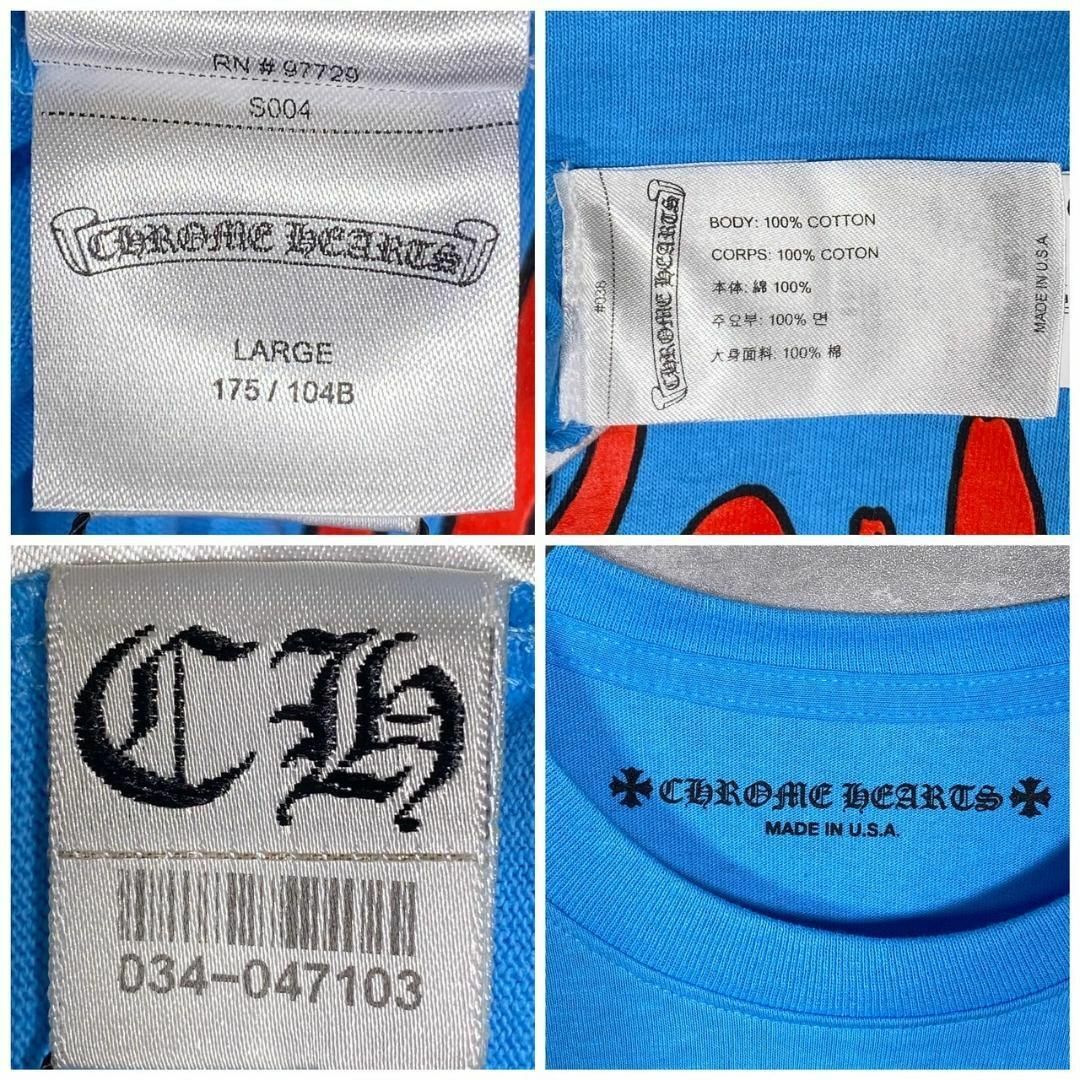 RN # 97729
S004
CHROME HEARTS
LARGE
175 / 104B
#036
CHROME HEARTS
BODY: 100% COTTON
CORPS: 100% COTON
本体: 綿 100%
주요부: 100% 면
大身面料: 100% 棉
MADE IN U.S.A
CH
034-047103
CHROME HEARTS
MADE IN U.S.A.